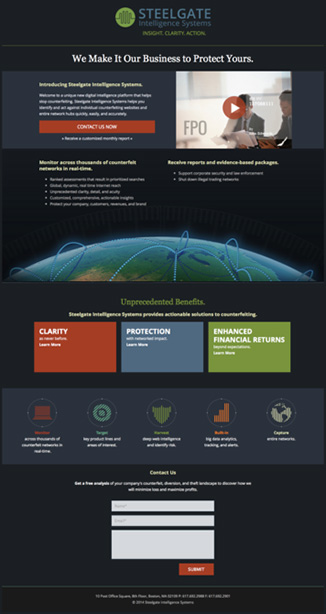 STEELGATE
Intelligence Systems
INSIGHT. CLARITY. ACTION.
We Make It Our Business to Protect Yours.
Introducing Steelgate Intelligence Systems.
Welcome to a unique new digital intelligence platform that helps
stop counterfeiting. Steelgate Intelligence Systems helps you
identify and act against individual counterfeiting websites and
entire network hubs quickly, easily, and accurately.
CONTACT US NOW
» Receive a customized monthly report »
FPO
Monitor across thousands of counterfeit
networks in real-time.
Ranked assessments that result in prioritized searches
Global, dynamic, real time Internet reach
Unprecedented clarity, detail, and acuity
Customized, comprehensive, actionable insights
Protect your company, customers, revenues, and brand
Receive reports and evidence-based packages.
Support corporate security and law enforcement
Shut down illegal trading networks
Unprecedented Benefits.
Steelgate Intelligence Systems provides actionable solutions to counterfeiting.
CLARITY
as never before.
Learn More
PROTECTION
with networked impact.
Learn More
ENHANCED
FINANCIAL RETURNS
beyond expectations.
Learn More
Monitor
across thousands of
counterfeit networks in
real-time.
Target
key product lines and
areas of interest.
Harvest
deep web intelligence
and identify risk.
Built-in
big data analytics,
tracking, and alerts.
Capture
entire networks.
Contact Us
Get a free analysis of your company's counterfeit, diversion, and theft landscape to discover how we
will minimize loss and maximize profits.
Name*
Email*
SUBMIT
© 2014 Steelgate Intelligence Systems